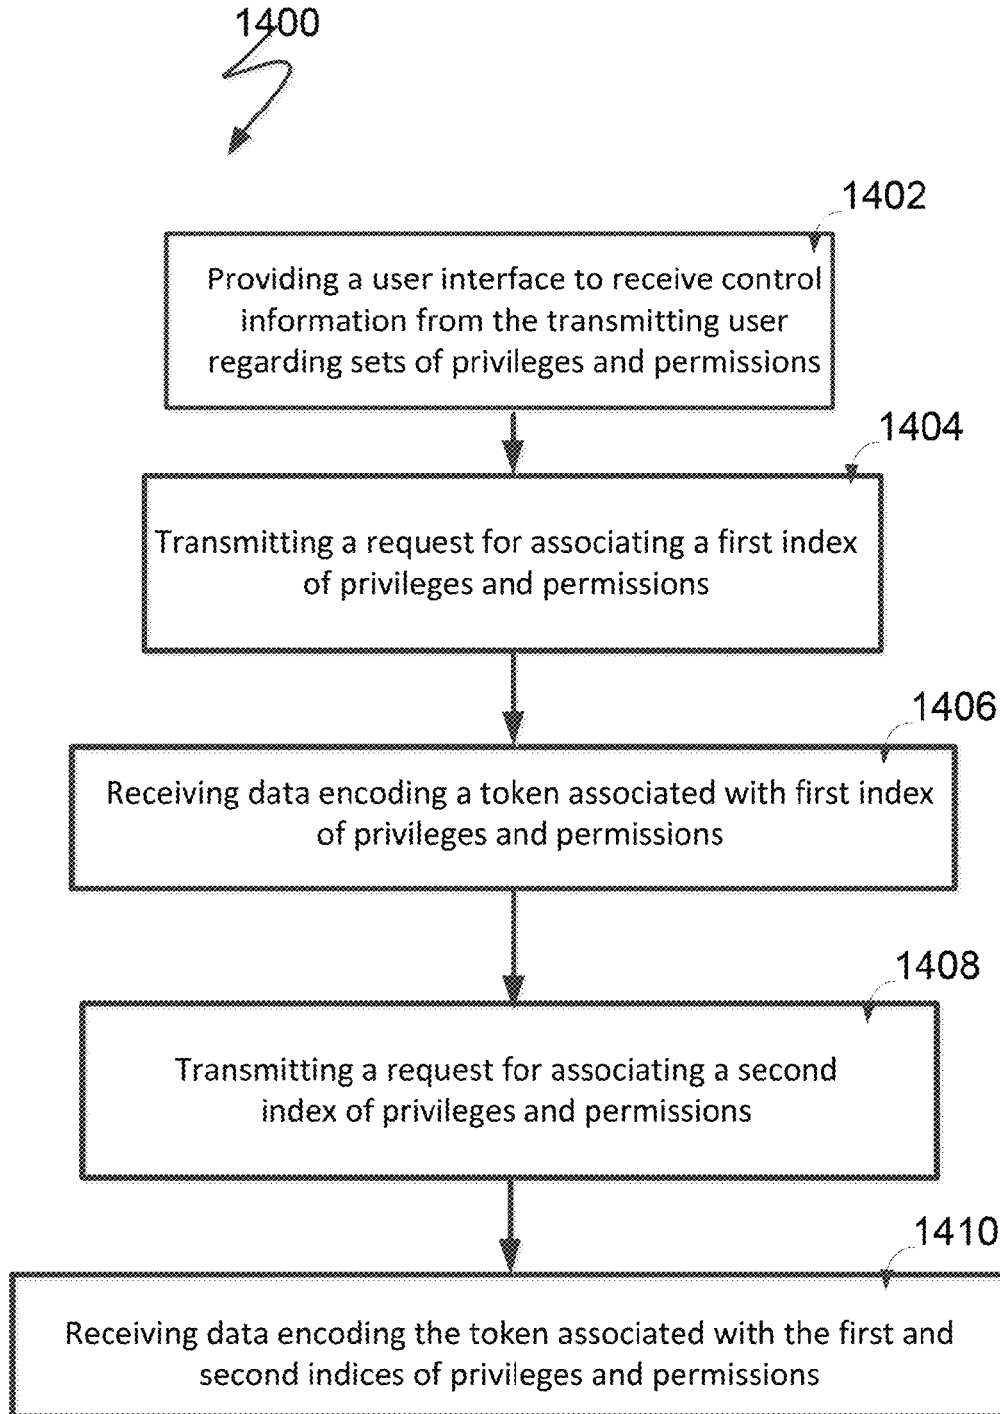 1400
1402
Providing a user interface to receive control
information from the transmitting user
regarding sets of privileges and permissions
1404
Transmitting a request for associating a first index
of privileges and permissions
1406
Receiving data encoding a token associated with first index
of privileges and permissions
1408
Transmitting a request for associating a second
index of privileges and permissions
1410
Receiving data encoding the token associated with the first and
second indices of privileges and permissions